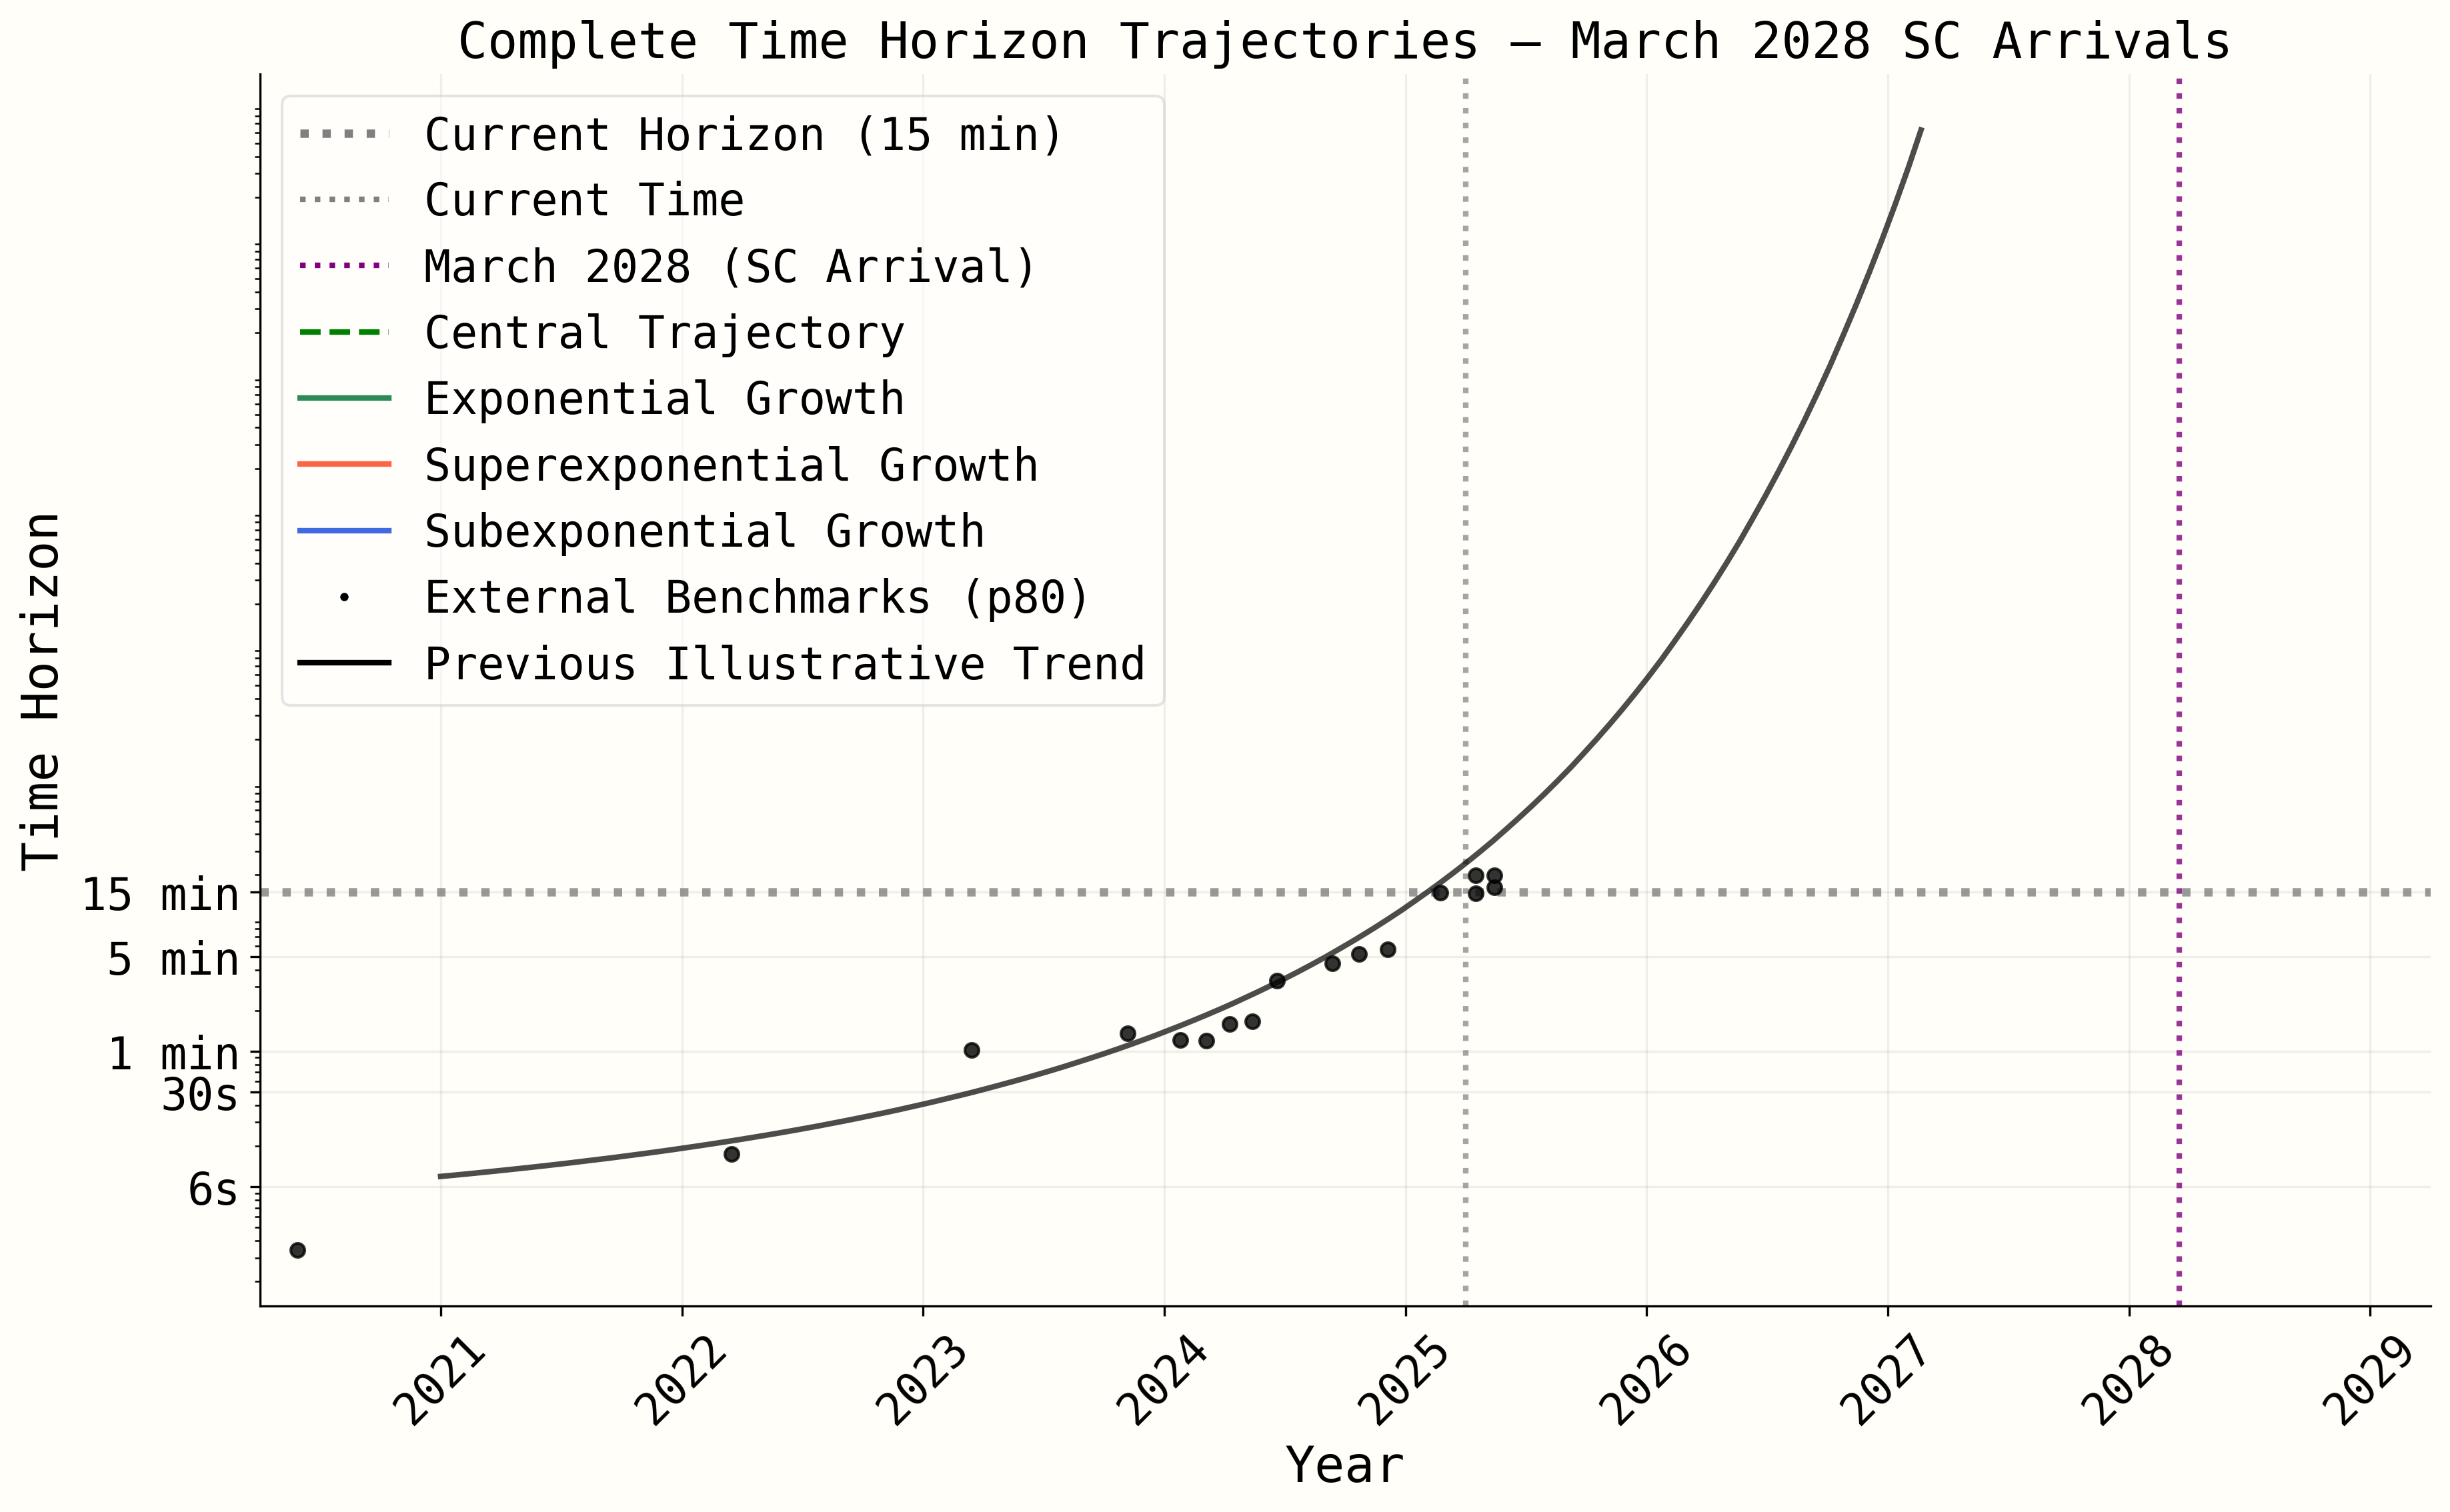 Complete Time Horizon Trajectories — March 2028 SC Arrivals
Current Horizon (15 min)
Current Time
March 2028 (SC Arrival)
Central Trajectory
Exponential Growth
Superexponential Growth
Subexponential Growth
External Benchmarks (p80)
Previous Illustrative Trend
Time Horizon
15 min
5 min
1 min
30s
6s
2021
2022
2023
2024
2025
2026
2027
2028
2029
Year